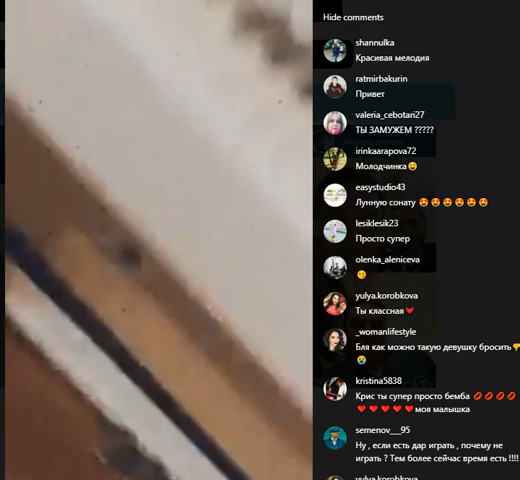 Hide comments
shannulka
Красивая мелодия
ratmirbakurin
Привет
valeria_cebotari27
ТЫ ЗАМУЖЕМ ?????
irinkaarapova72
Молодчинка😄
easystudio43
Лунную сонату 😍😍😍😍😍😍
lesiklesik23
Просто супер
olenka_aleniceva
😘
yulya.korobkova
Ты классная❤
_womanlifestyle
Бля как можно такую девушку бросить👎
😭
kristina5838
Крис ты супер просто бемба 💋💋💋💋
❤❤❤❤❤моя малышка
semenov___95
Ну , если есть дар играть , почему не
играть ? Тем более сейчас время есть !!!!
yulya.korobkova